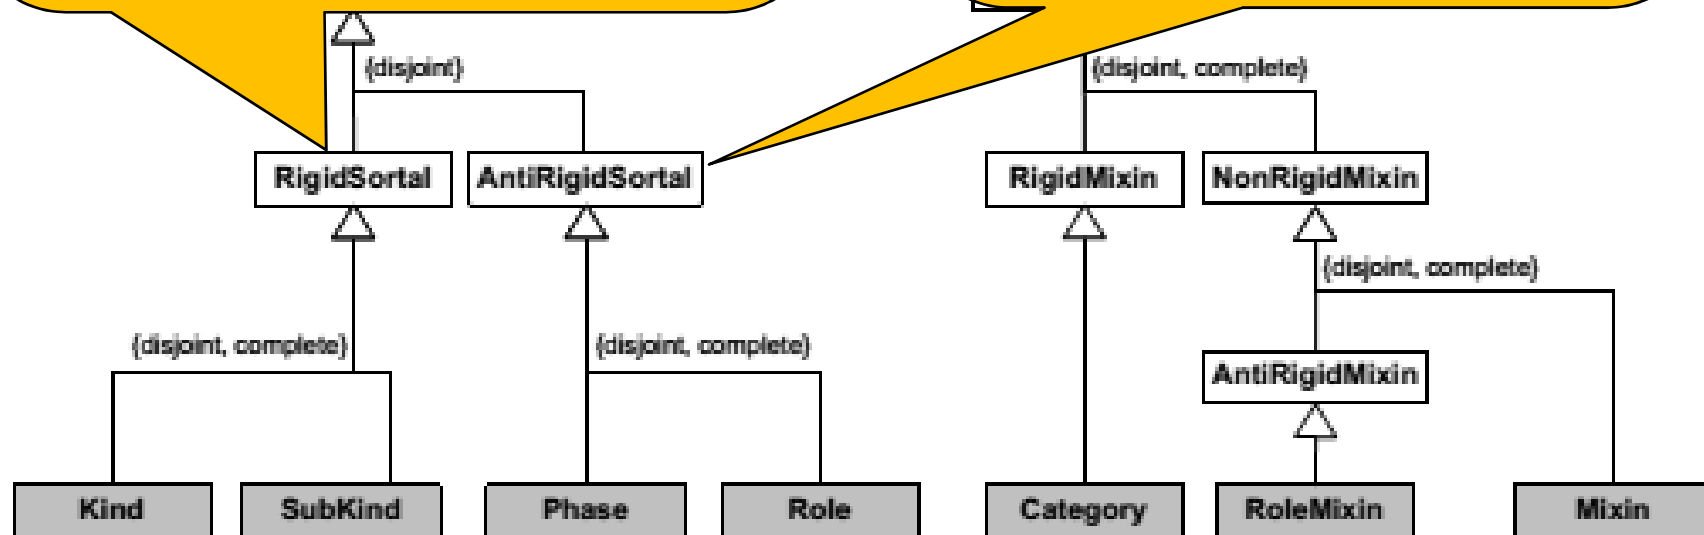 {disjoint}
{disjoint, complete}
RigidSortal
AntiRigidSortal
RigidMixin
NonRigidMixin
{disjoint, complete}
{disjoint, complete}
{disjoint, complete}
AntiRigidMixin
Kind
SubKind
Phase
Role
Category
RoleMixin
Mixin